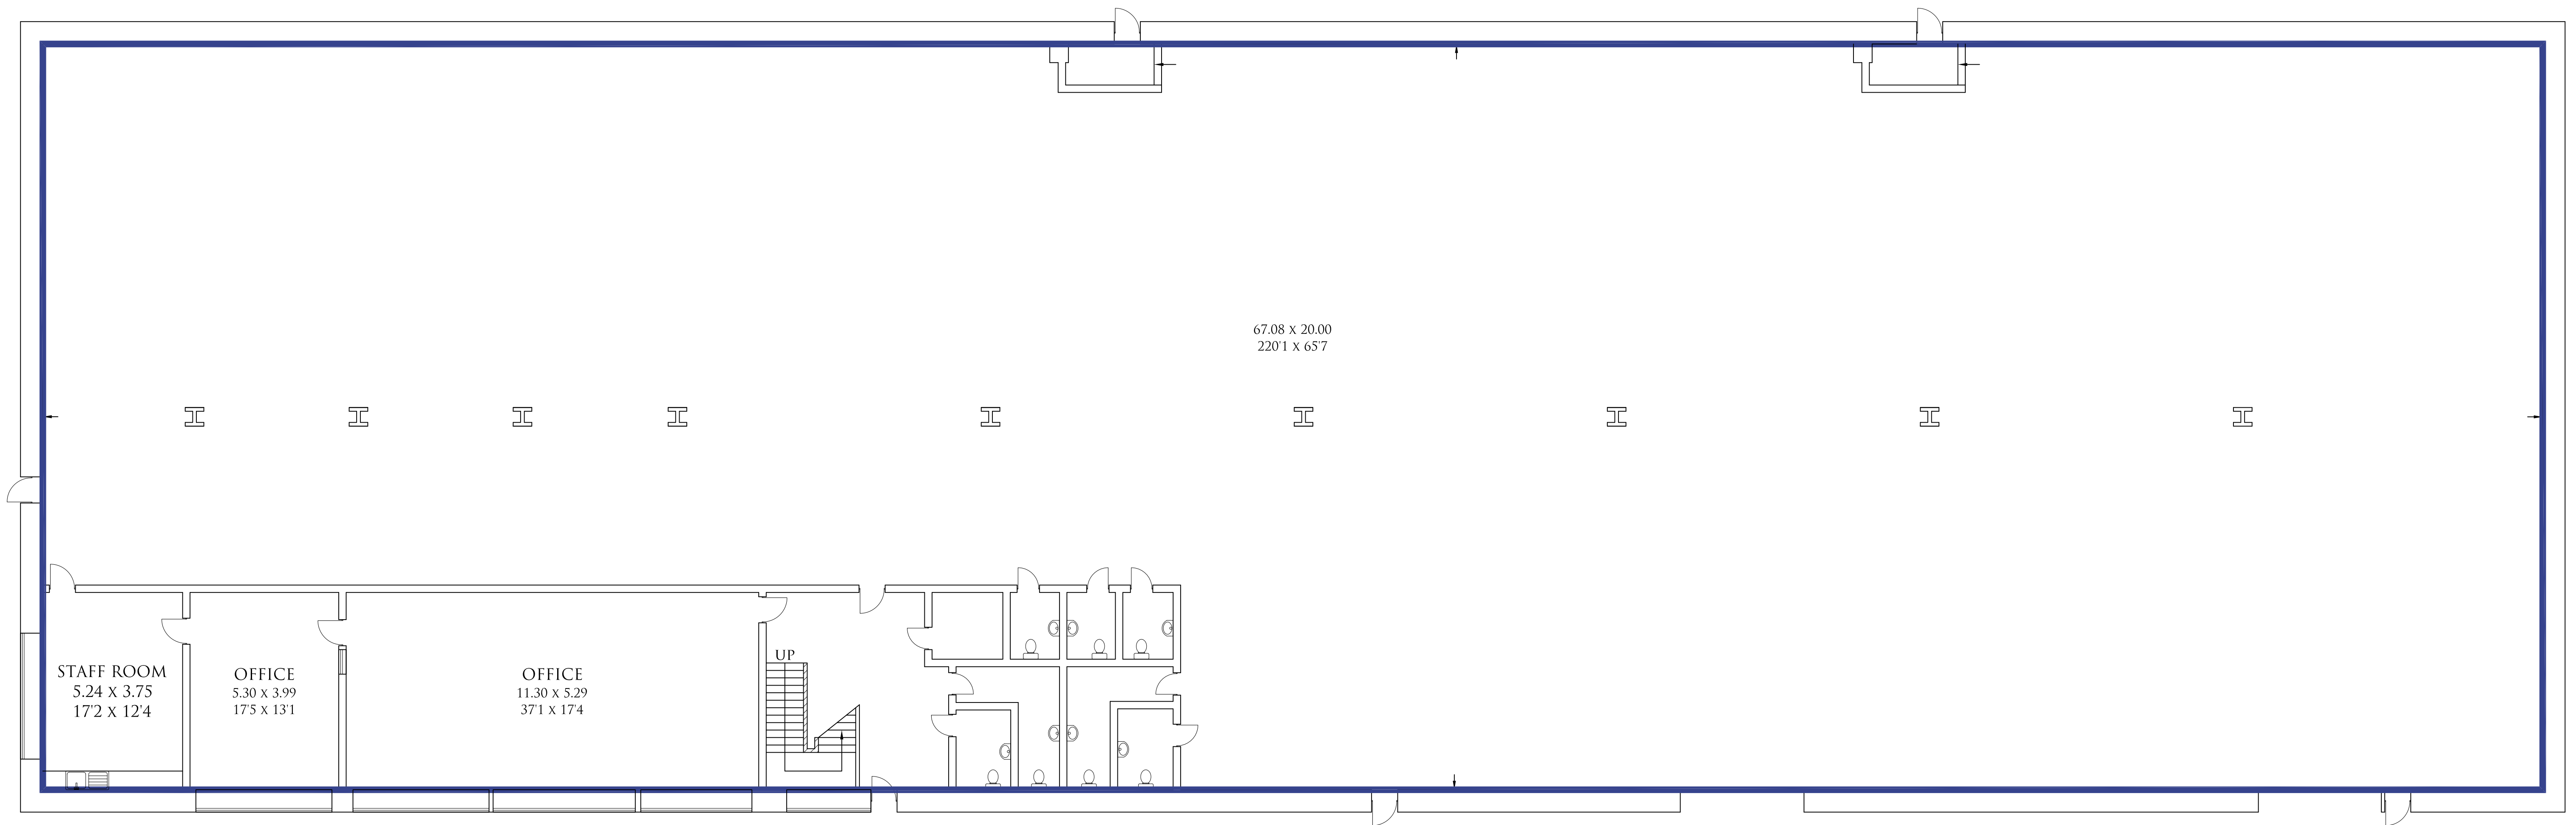 67.08 X 20.00
220'1 X 65'7
UP
STAFF ROOM
5.24 X 3.75
17'2 X 12'4
OFFICE
5.30 X 3.99
17'5 X 13'1
OFFICE
11.30 X 5.29
37'1 X 17'4